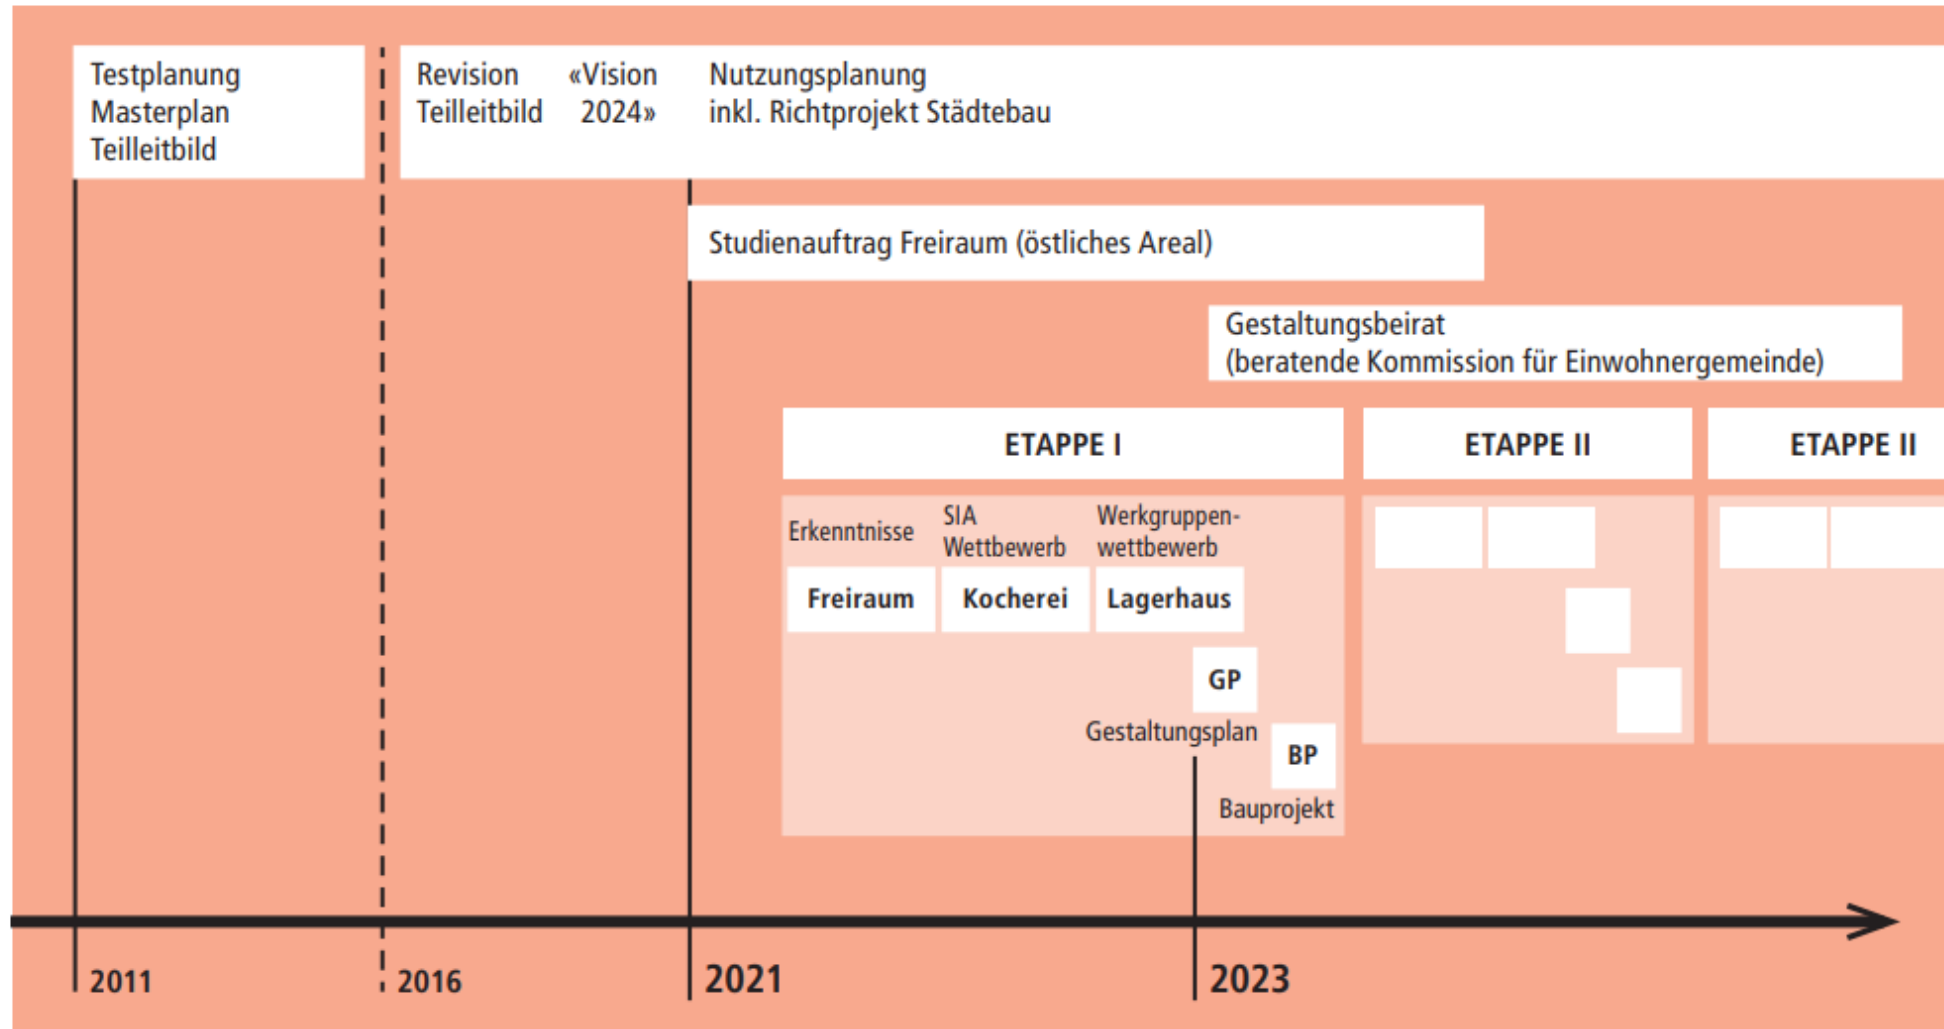 Testplanung
Masterplan
Teilleitbild
Revision «Vision
Teilleitbild 2024»
Nutzungsplanung
inkl. Richtprojekt Städtebau
Studienauftrag Freiraum (östliches Areal)
Gestaltungsbeirat
(beratende Kommission für Einwohnergemeinde)
ETAPPE I
ETAPPE II
ETAPPE II
Erkenntnisse
SIA
Wettbewerb
Werkgruppen-
wettbewerb
Freiraum
Kocherei
Lagerhaus
GP
Gestaltungsplan
BP
Bauprojekt
2011
2016
2021
2023